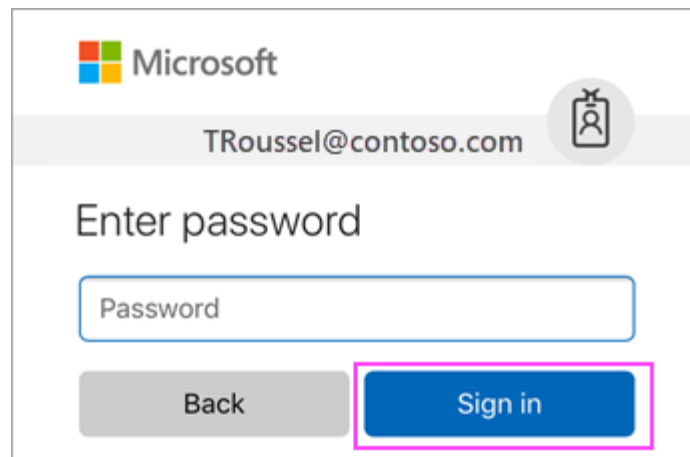 Microsoft
TRoussel@contoso.com
Enter password
Password
Back Sign in